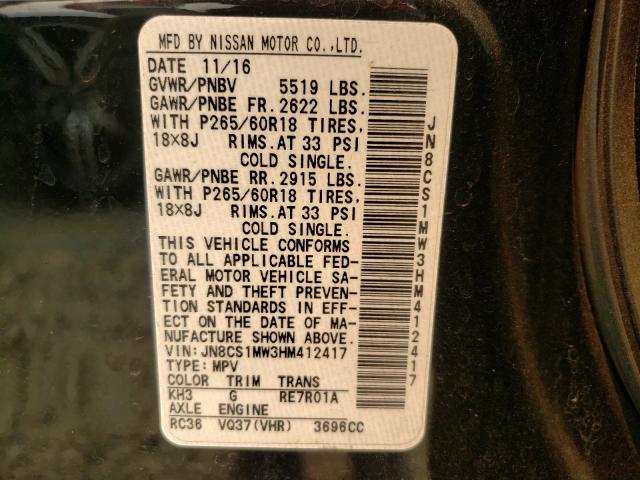 MFD BY NISSAN MOTOR CO.,LTD.
DATE 11/16
GVWR/PNBV 5519 LBS.
GAWR/PNBE FR. 2622 LBS.
WITH P265/60R18 TIRES,
18X8J RIMS. AT 33 PSI
COLD SINGLE.
GAWR/PNBE RR. 2915 LBS.
WITH P265/60R18 TIRES,
18X8J RIMS. AT 33 PSI
COLD SINGLE.
THIS VEHICLE CONFORMS
TO ALL APPLICABLE FED-
ERAL MOTOR VEHICLE SA-
FETY AND THEFT PREVEN-
TION STANDARDS IN EFF-
ECT ON THE DATE OF MA-
NUFACTURE SHOWN ABOVE.
VIN: JN8CS1MW3HM412417
TYPE: MPV
COLOR TRIM TRANS
KH3 G RE7R01A
AXLE ENGINE
RC36 VQ37(VHR) 3696CC
JN8CS1MW3HM412417